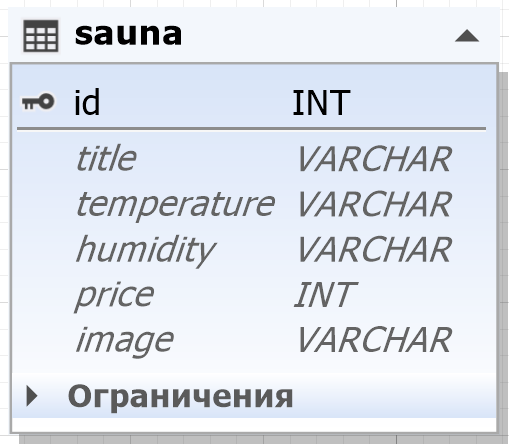 sauna
id INT
title VARCHAR
temperature VARCHAR
humidity VARCHAR
price INT
image VARCHAR
Ограничения